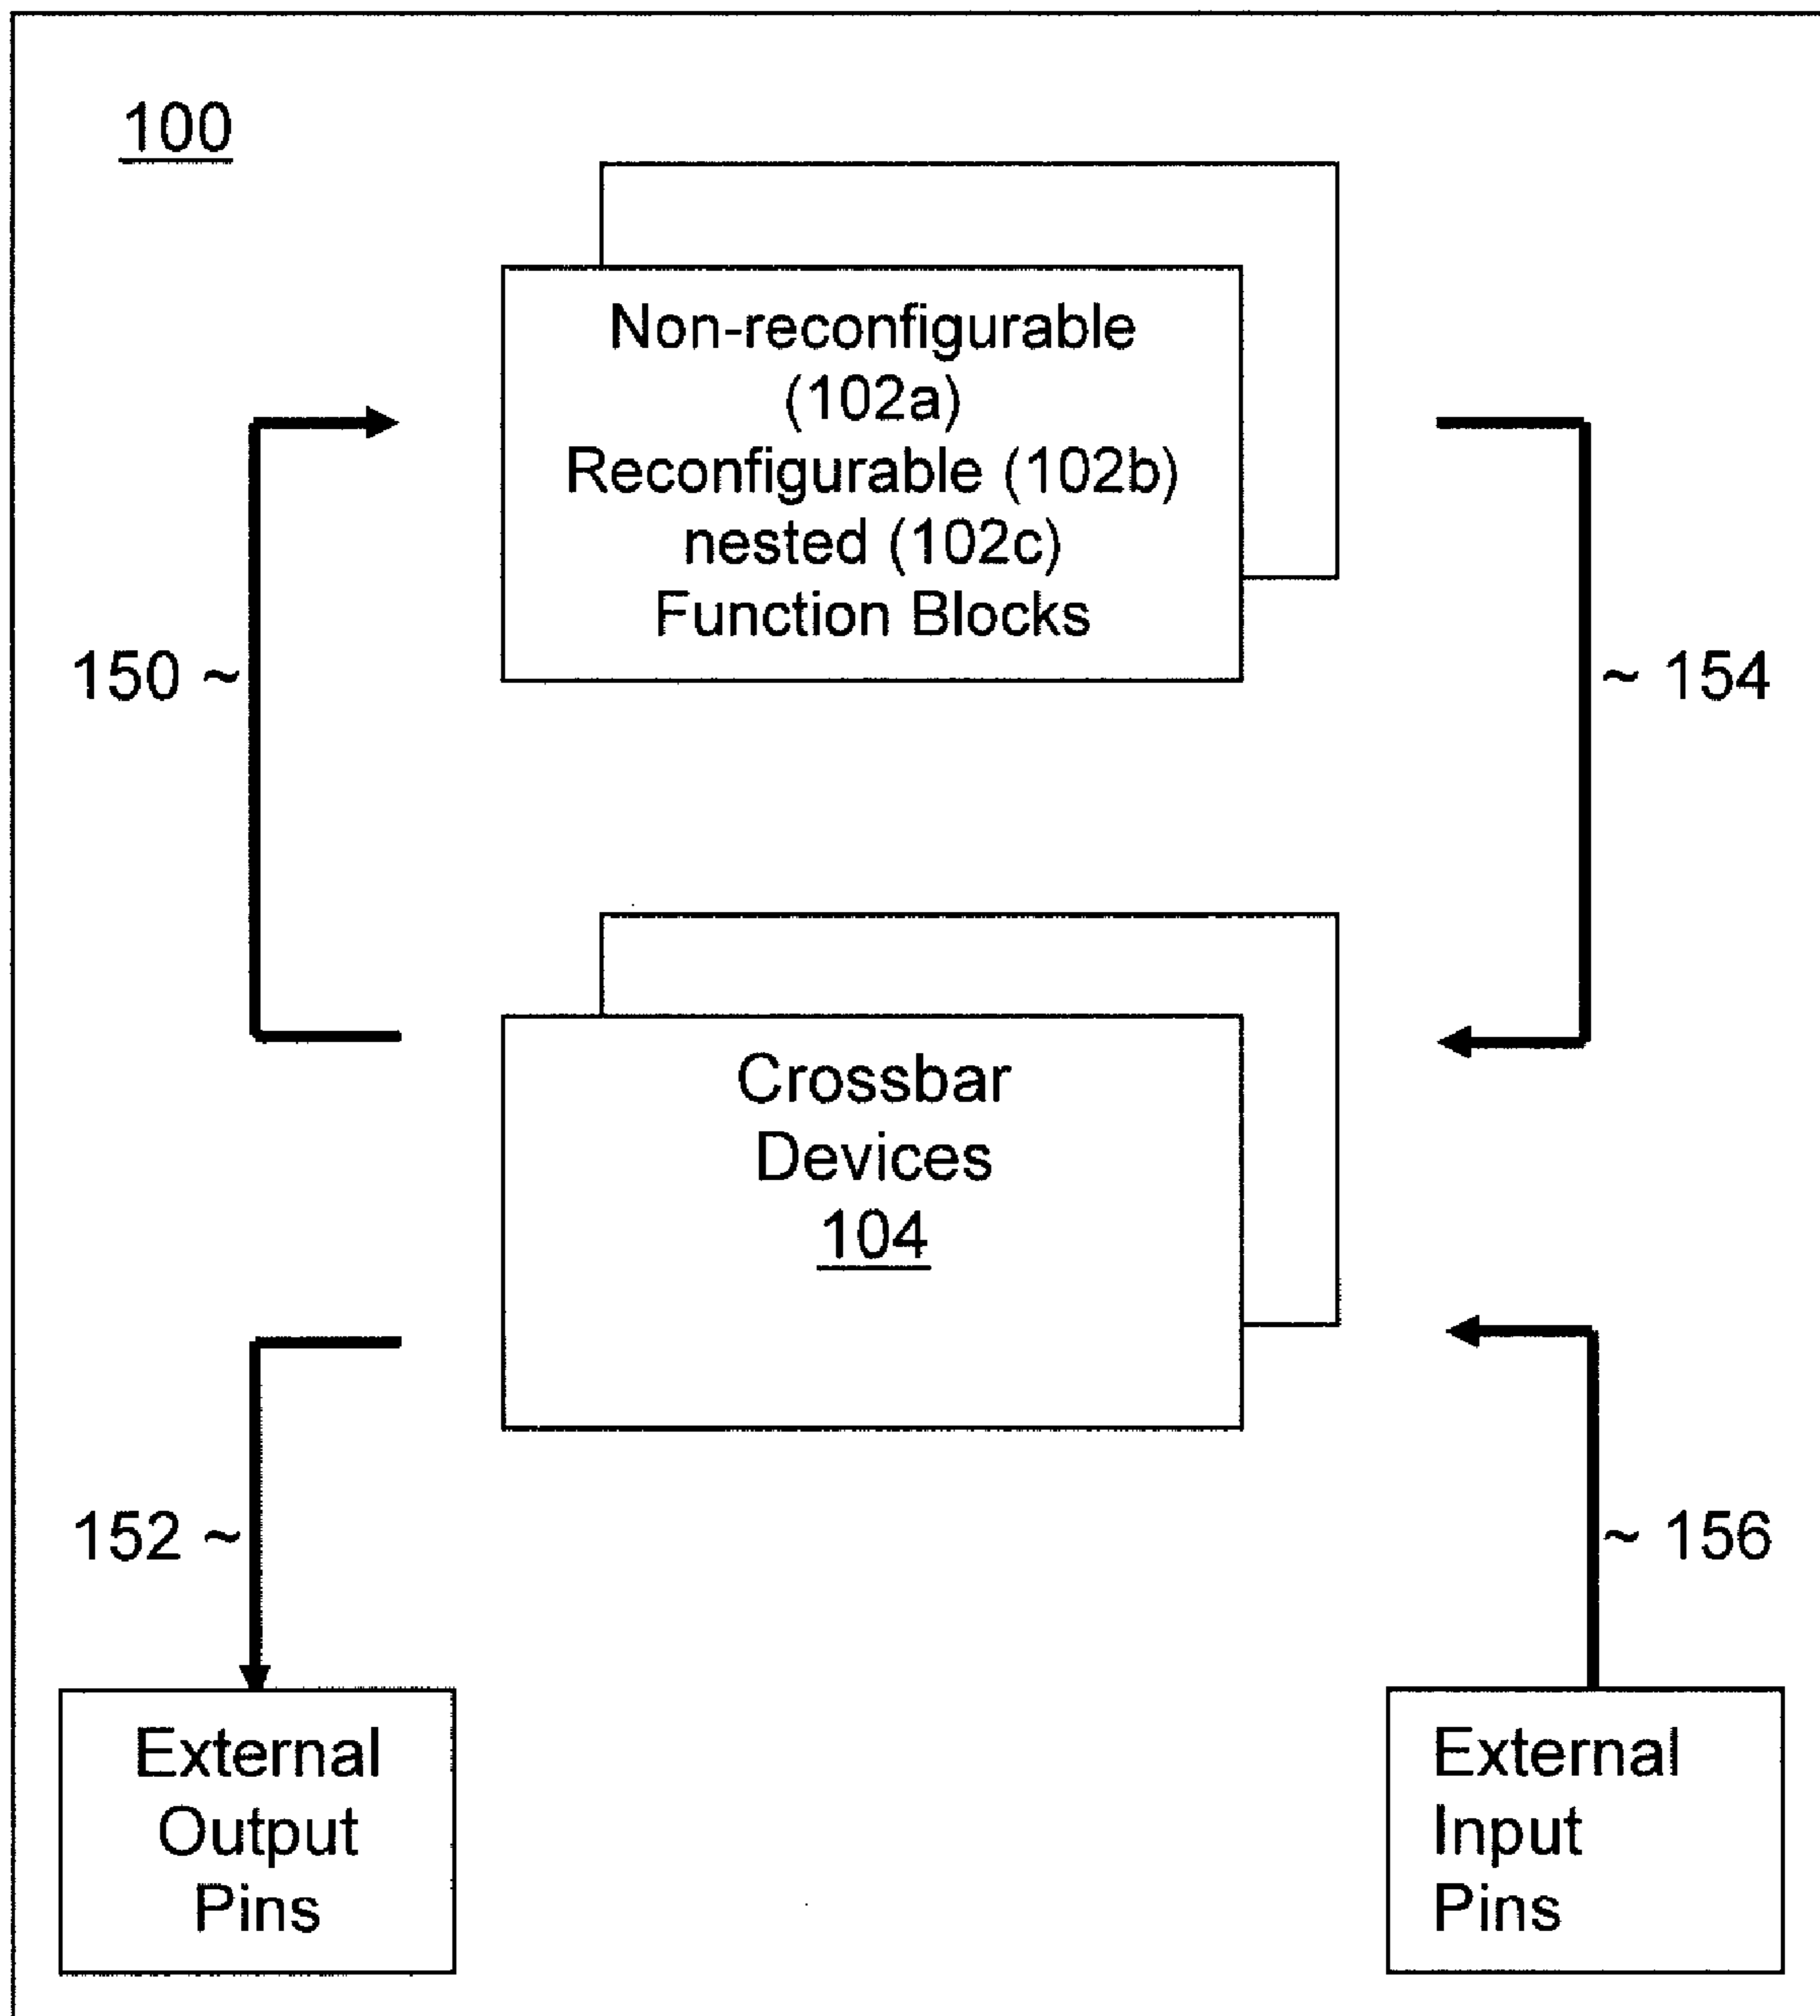 100
Non-reconfigurable
(102a)
Reconfigurable (102b)
nested (102c)
Function Blocks
150 ~
~ 154
Crossbar
Devices
104
152 ~
~ 156
External
Output
Pins
External
Input
Pins